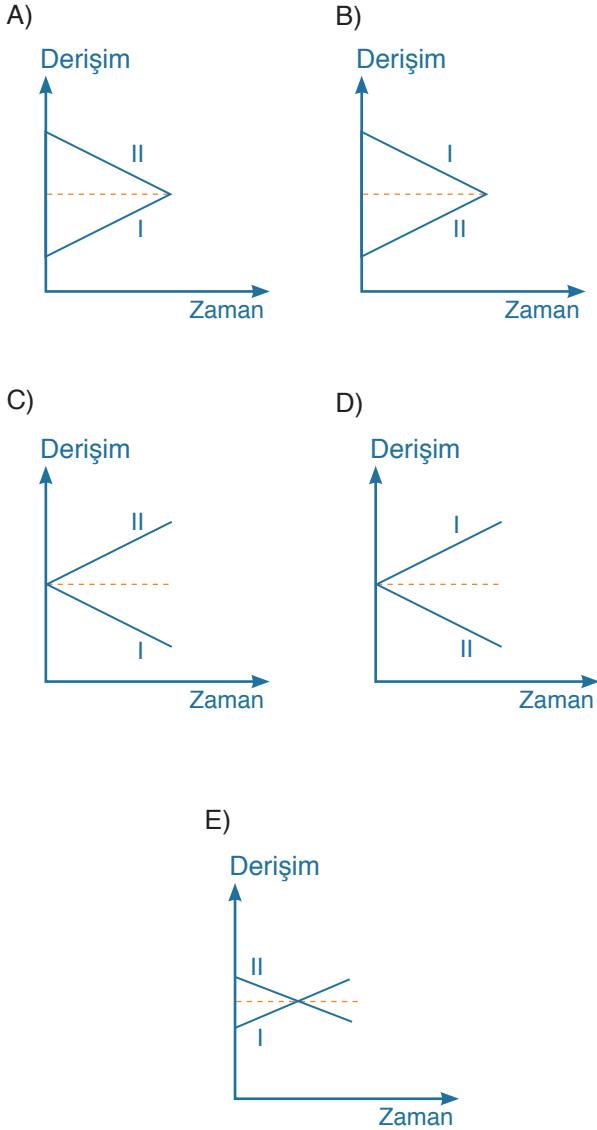 A)
Derişim
II
I
Zaman
B)
Derişim
I
II
Zaman
C)
Derişim
II
I
Zaman
D)
Derişim
I
II
Zaman
E)
Derişim
II
I
Zaman